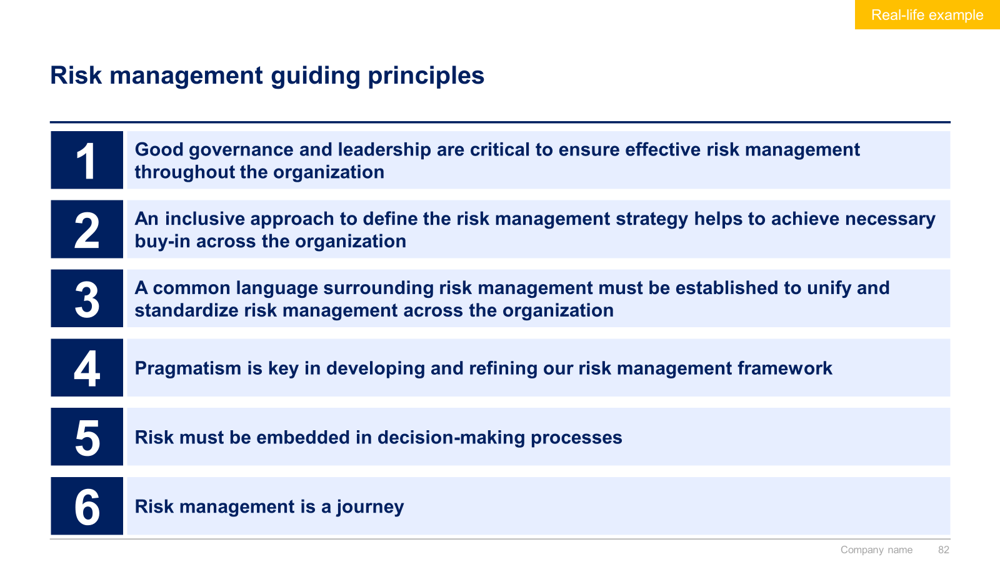 Real-life example
Risk management guiding principles
1
Good governance and leadership are critical to ensure effective risk management
throughout the organization
2
An inclusive approach to define the risk management strategy helps to achieve necessary
buy-in across the organization
3
A common language surrounding risk management must be established to unify and
standardize risk management across the organization
4
Pragmatism is key in developing and refining our risk management framework
5
Risk must be embedded in decision-making processes
6
Risk management is a journey
Company name 82